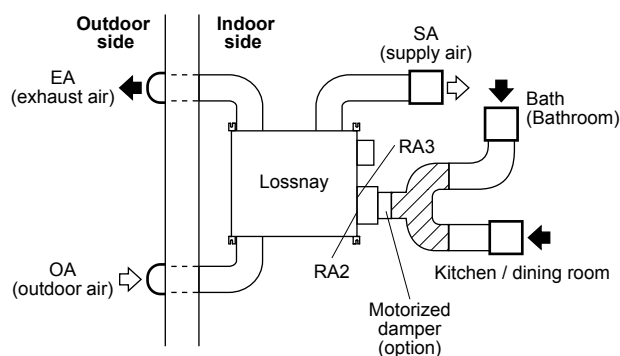 Outdoor
side
Indoor
side
EA
(exhaust air)
SA
(supply air)
Bath
(Bathroom)
RA3
Lossnay
OA
(outdoor air)
RA2
Kitchen / dining room
Motorized
damper
(option)